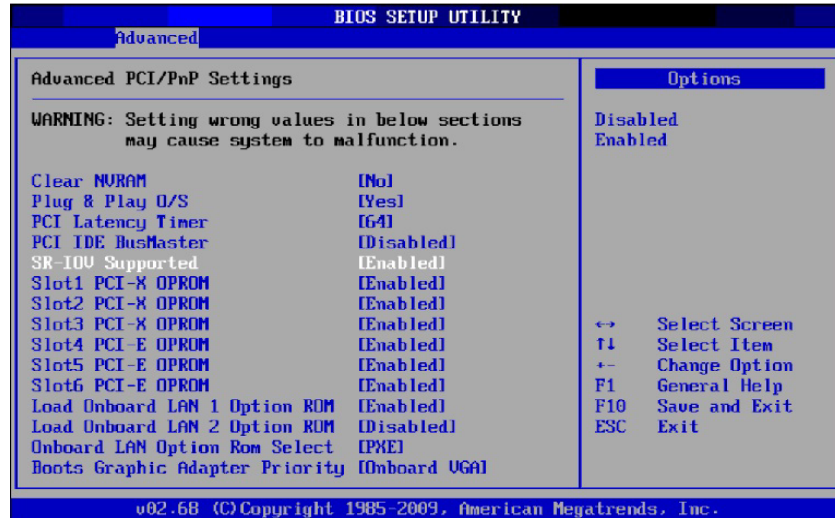 BIOS SETUP UTILITY
Advanced
Advanced PCI/PnP Settings
WARNING: Setting wrong values in below sections
may cause system to malfunction.
Clear NVRAM [No]
Plug & Play O/S [Yes]
PCI Latency Timer [64]
PCI IDE BusMaster [Disabled]
SR-IOV Supported [Enabled]
Slot1 PCI-X OPROM [Enabled]
Slot2 PCI-X OPROM [Enabled]
Slot3 PCI-X OPROM [Enabled]
Slot4 PCI-E OPROM [Enabled]
Slot5 PCI-E OPROM [Enabled]
Slot6 PCI-E OPROM [Enabled]
Load Onboard LAN 1 Option ROM [Enabled]
Load Onboard LAN 2 Option ROM [Disabled]
Onboard LAN Option Rom Select [PXE]
Boots Graphic Adapter Priority [Onboard VGA]
Options
Disabled
Enabled
↔ Select Screen
↑↓ Select Item
+- Change Option
F1 General Help
F10 Save and Exit
ESC Exit
v02.68 (C)Copyright 1985-2009, American Megatrends, Inc.